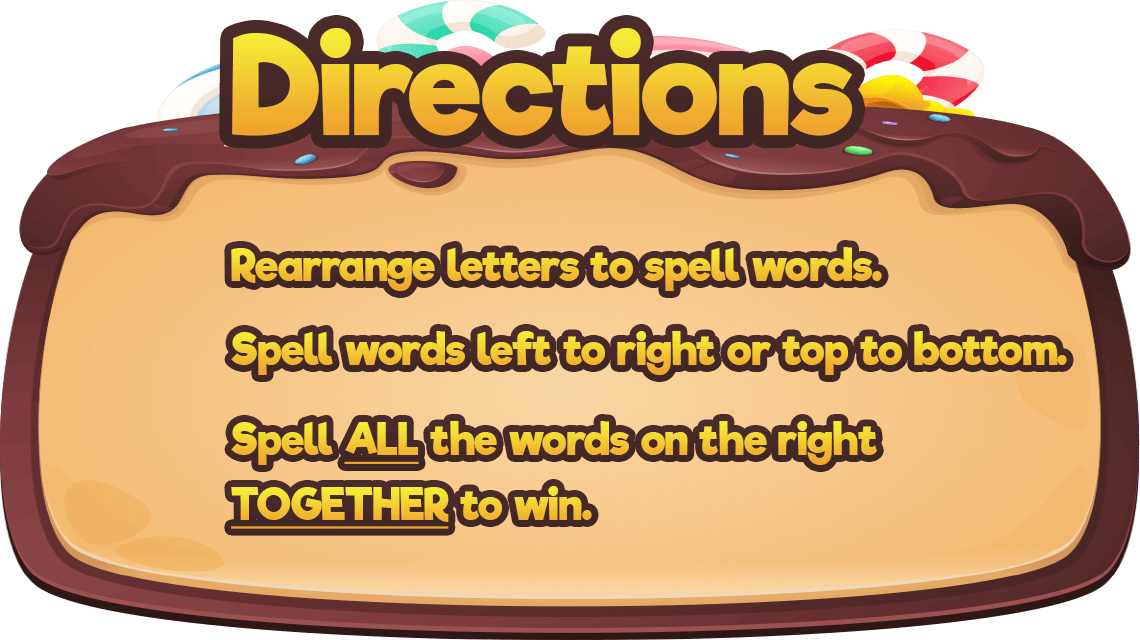 Directions
Rearrange letters to spell words.
Spell words left to right or top to bottom.
Spell ALL the words on the right
TOGETHER to win.